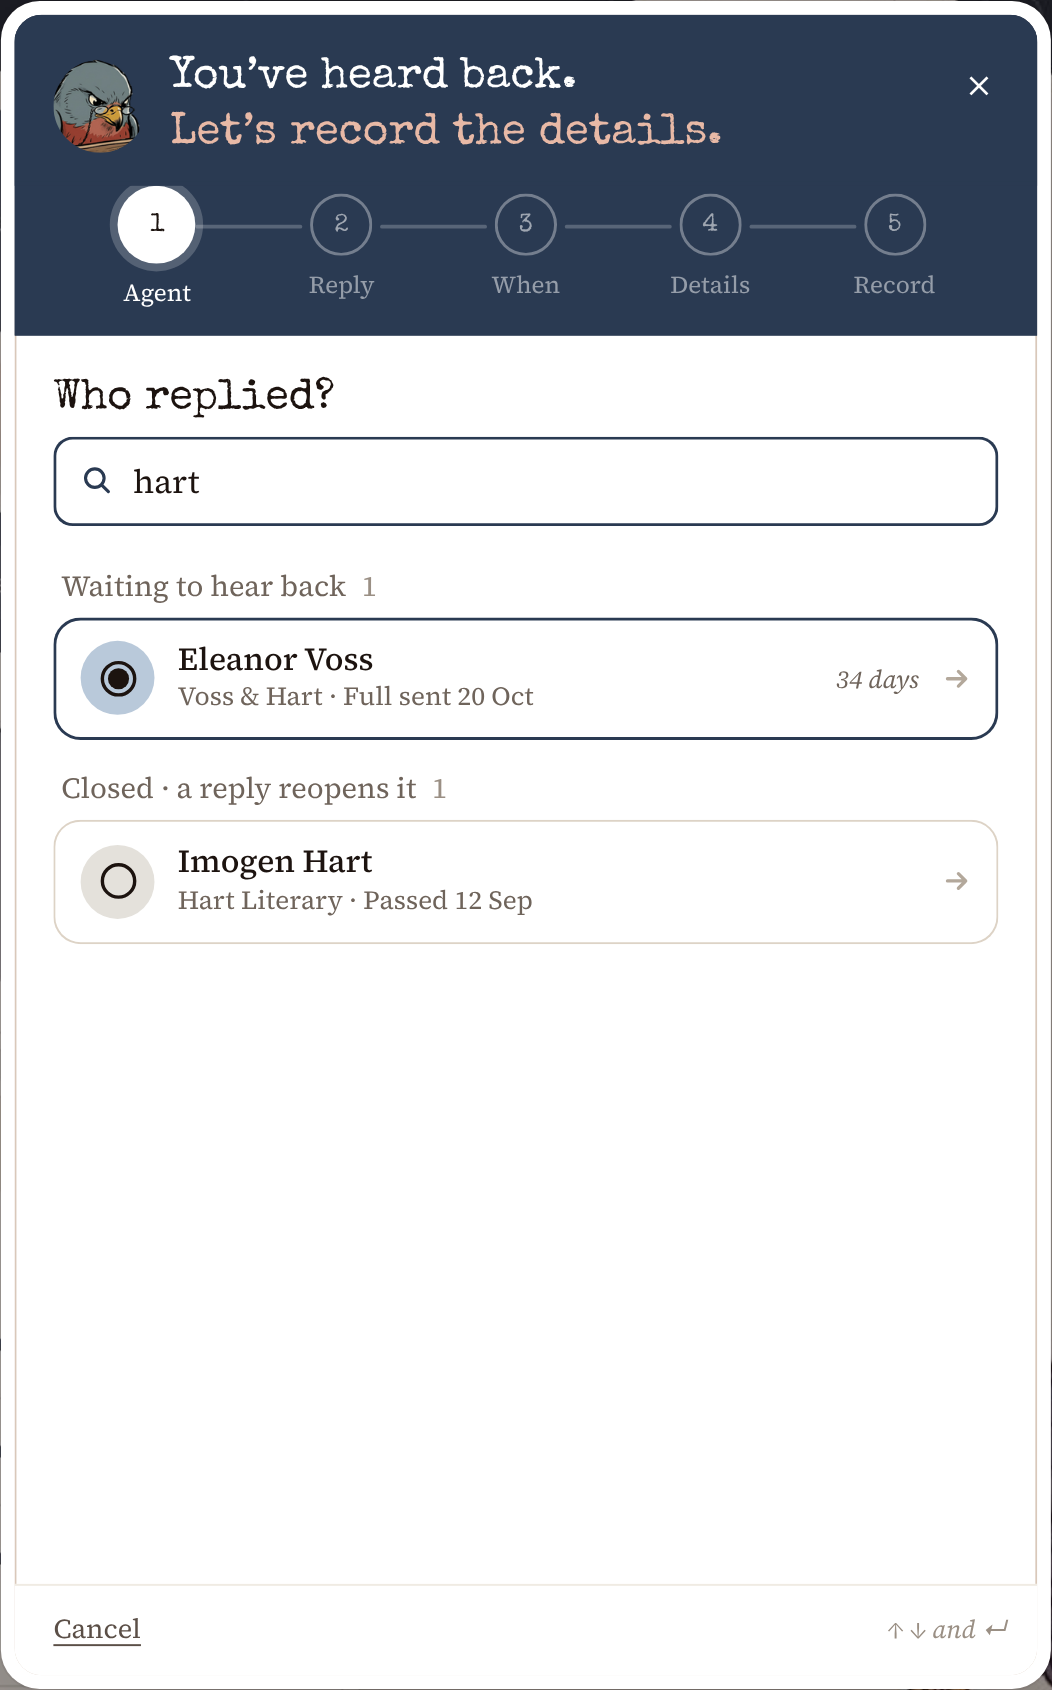 You’ve heard back.
Let’s record the details.
1
2
3
4
5
Agent
Reply
When
Details
Record
Who replied?
hart
Waiting to hear back 1
Eleanor Voss
Voss & Hart · Full sent 20 Oct
34 days →
Closed · a reply reopens it 1
Imogen Hart
Hart Literary · Passed 12 Sep
→
Cancel
↑ ↓ and ↵